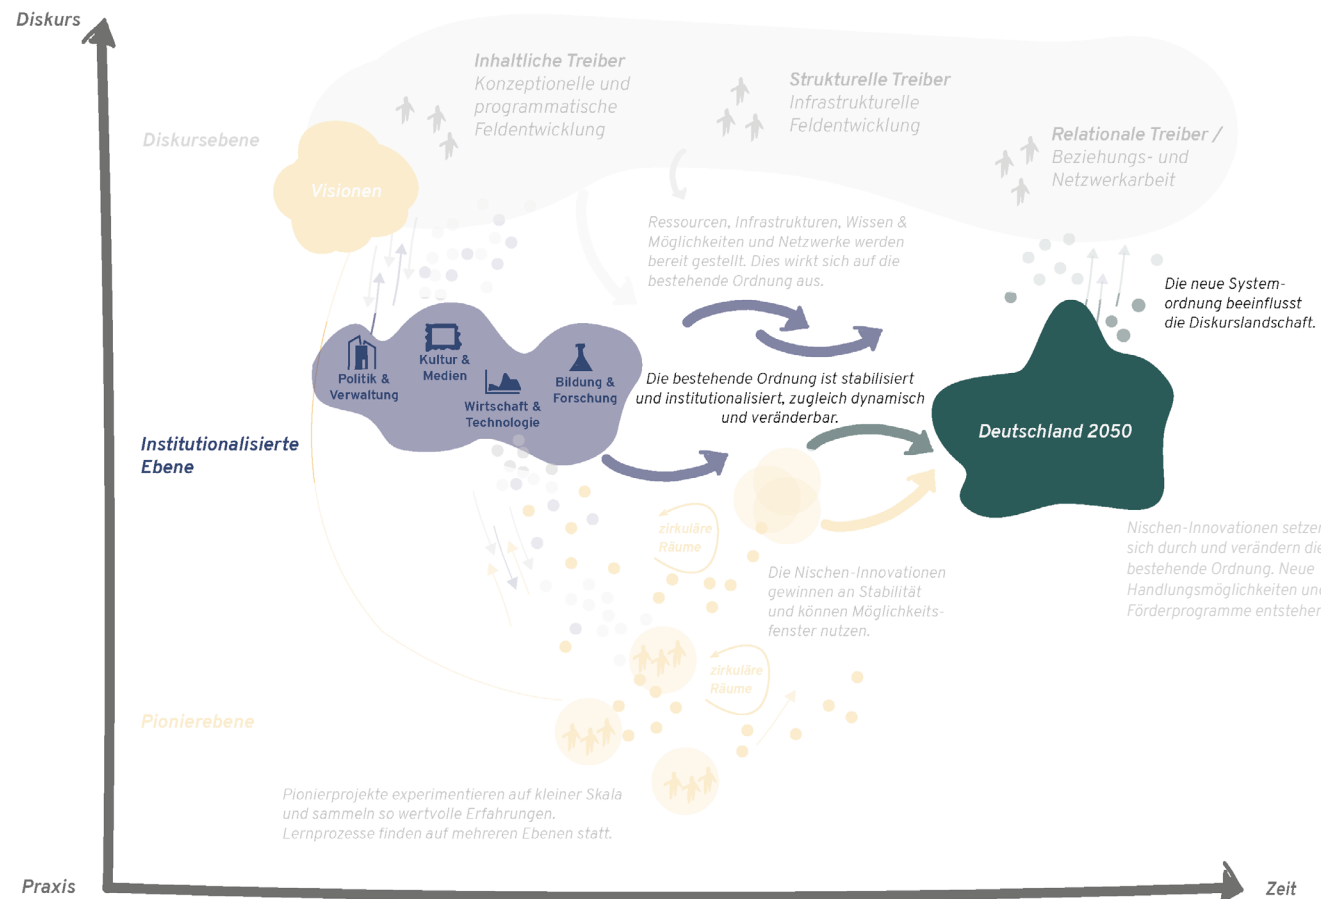 Diskurs
Inhaltliche Treiber
Konzeptionelle und
programmatische
Feldentwicklung
Strukturelle Treiber
Infrastrukturelle
Feldentwicklung
Relationale Treiber /
Beziehungs- und
Netzwerkarbeit
Diskursebene
Visionen
Ressourcen, Infrastrukturen, Wissen &
Möglichkeiten und Netzwerke werden
bereit gestellt. Dies wirkt sich auf die
bestehende Ordnung aus.
Die neue System-
ordnung beeinflusst
die Diskurslandschaft.
Politik &
Verwaltung
Kultur &
Medien
Wirtschaft &
Technologie
Bildung &
Forschung
Die bestehende Ordnung ist stabilisiert
und institutionalisiert, zugleich dynamisch
und veränderbar.
Deutschland 2050
Institutionalisierte
Ebene
zirkuläre
Räume
Nischen-Innovationen setzen
sich durch und verändern die
bestehende Ordnung. Neue
Handlungsmöglichkeiten und
Förderprogramme entstehen
Die Nischen-Innovationen
gewinnen an Stabilität
und können Möglichkeits-
fenster nutzen.
zirkuläre
Räume
Pionierebene
Pionierprojekte experimentieren auf kleiner Skala
und sammeln so wertvolle Erfahrungen.
Lernprozesse finden auf mehreren Ebenen statt.
Praxis
Zeit